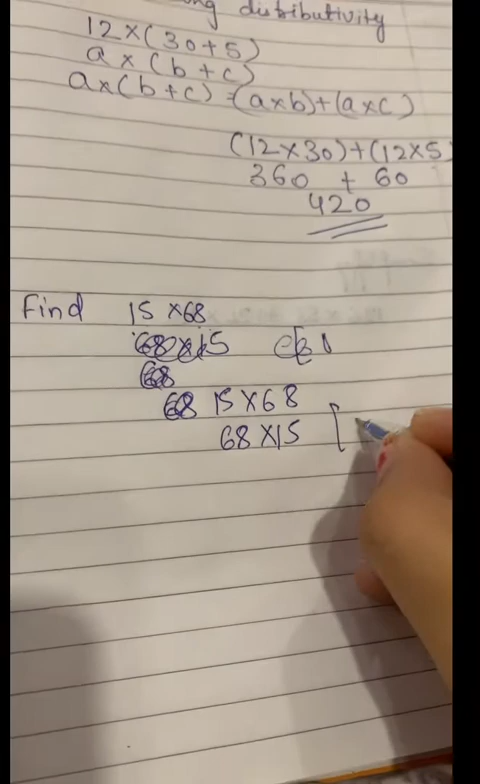 distributivity
12×(30+5)
a×(b+c)
a×(b+c)=(a×b)+(a×c)
(12×30)+(12×5)
360 + 60
420
Find 15×68
15×68
68×15 [